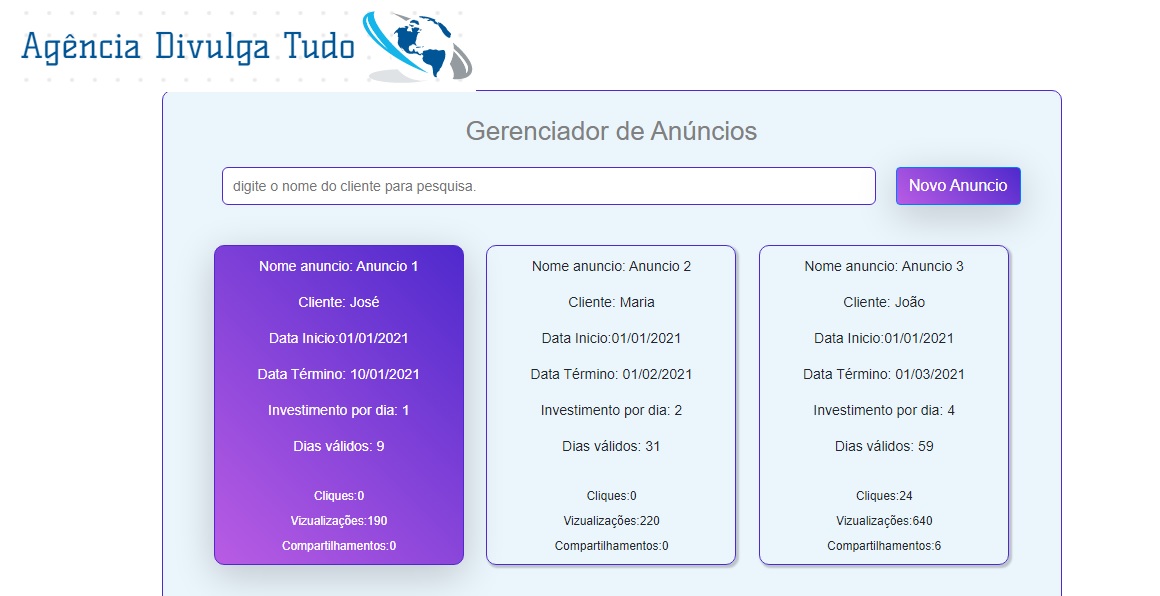 Agência Divulga Tudo
Gerenciador de Anúncios
digite o nome do cliente para pesquisa.
Novo Anuncio
Nome anuncio: Anuncio 1
Cliente: José
Data Inicio:01/01/2021
Data Término: 10/01/2021
Investimento por dia: 1
Dias válidos: 9
Cliques:0
Vizualizações:190
Compartilhamentos:0
Nome anuncio: Anuncio 2
Cliente: Maria
Data Inicio:01/01/2021
Data Término: 01/02/2021
Investimento por dia: 2
Dias válidos: 31
Cliques:0
Vizualizações:220
Compartilhamentos:0
Nome anuncio: Anuncio 3
Cliente: João
Data Inicio:01/01/2021
Data Término: 01/03/2021
Investimento por dia: 4
Dias válidos: 59
Cliques:24
Vizualizações:640
Compartilhamentos:6